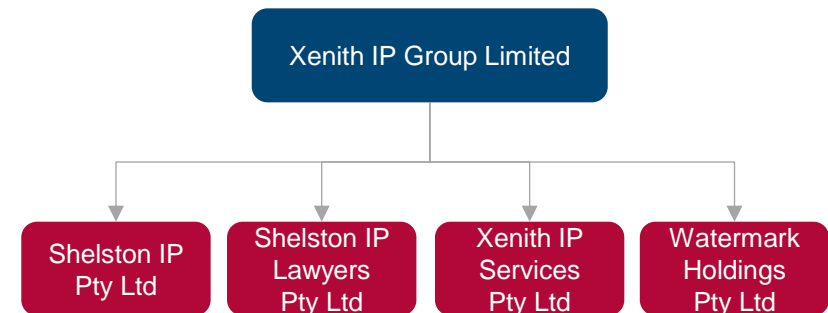 Xenith IP Group Limited
Shelston IP
Pty Ltd
Shelston IP
Lawyers
Pty Ltd
Xenith IP
Services
Pty Ltd
Watermark
Holdings
Pty Ltd